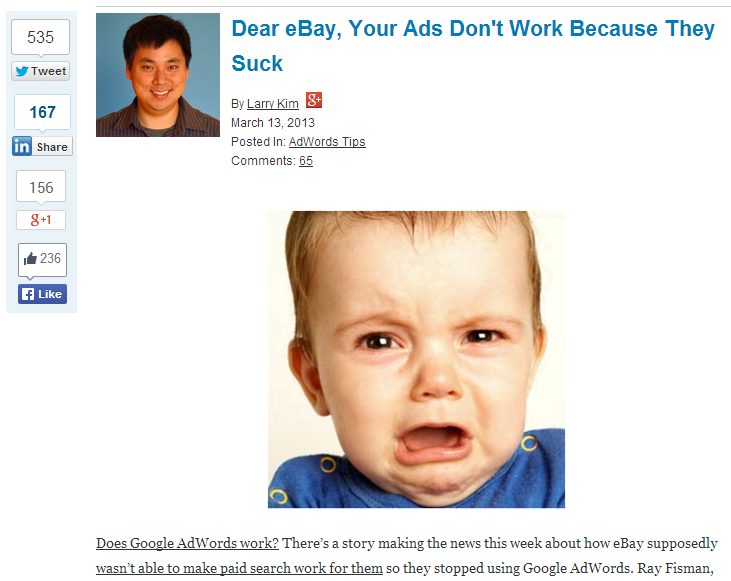 535
Tweet
167
in Share
156
g+1
236
Like
Dear eBay, Your Ads Don't Work Because They
Suck
By Larry Kim g+
March 13, 2013
Posted In: AdWords Tips
Comments: 65
Does Google AdWords work? There's a story making the news this week about how eBay supposedly
wasn't able to make paid search work for them so they stopped using Google AdWords. Ray Fisman,